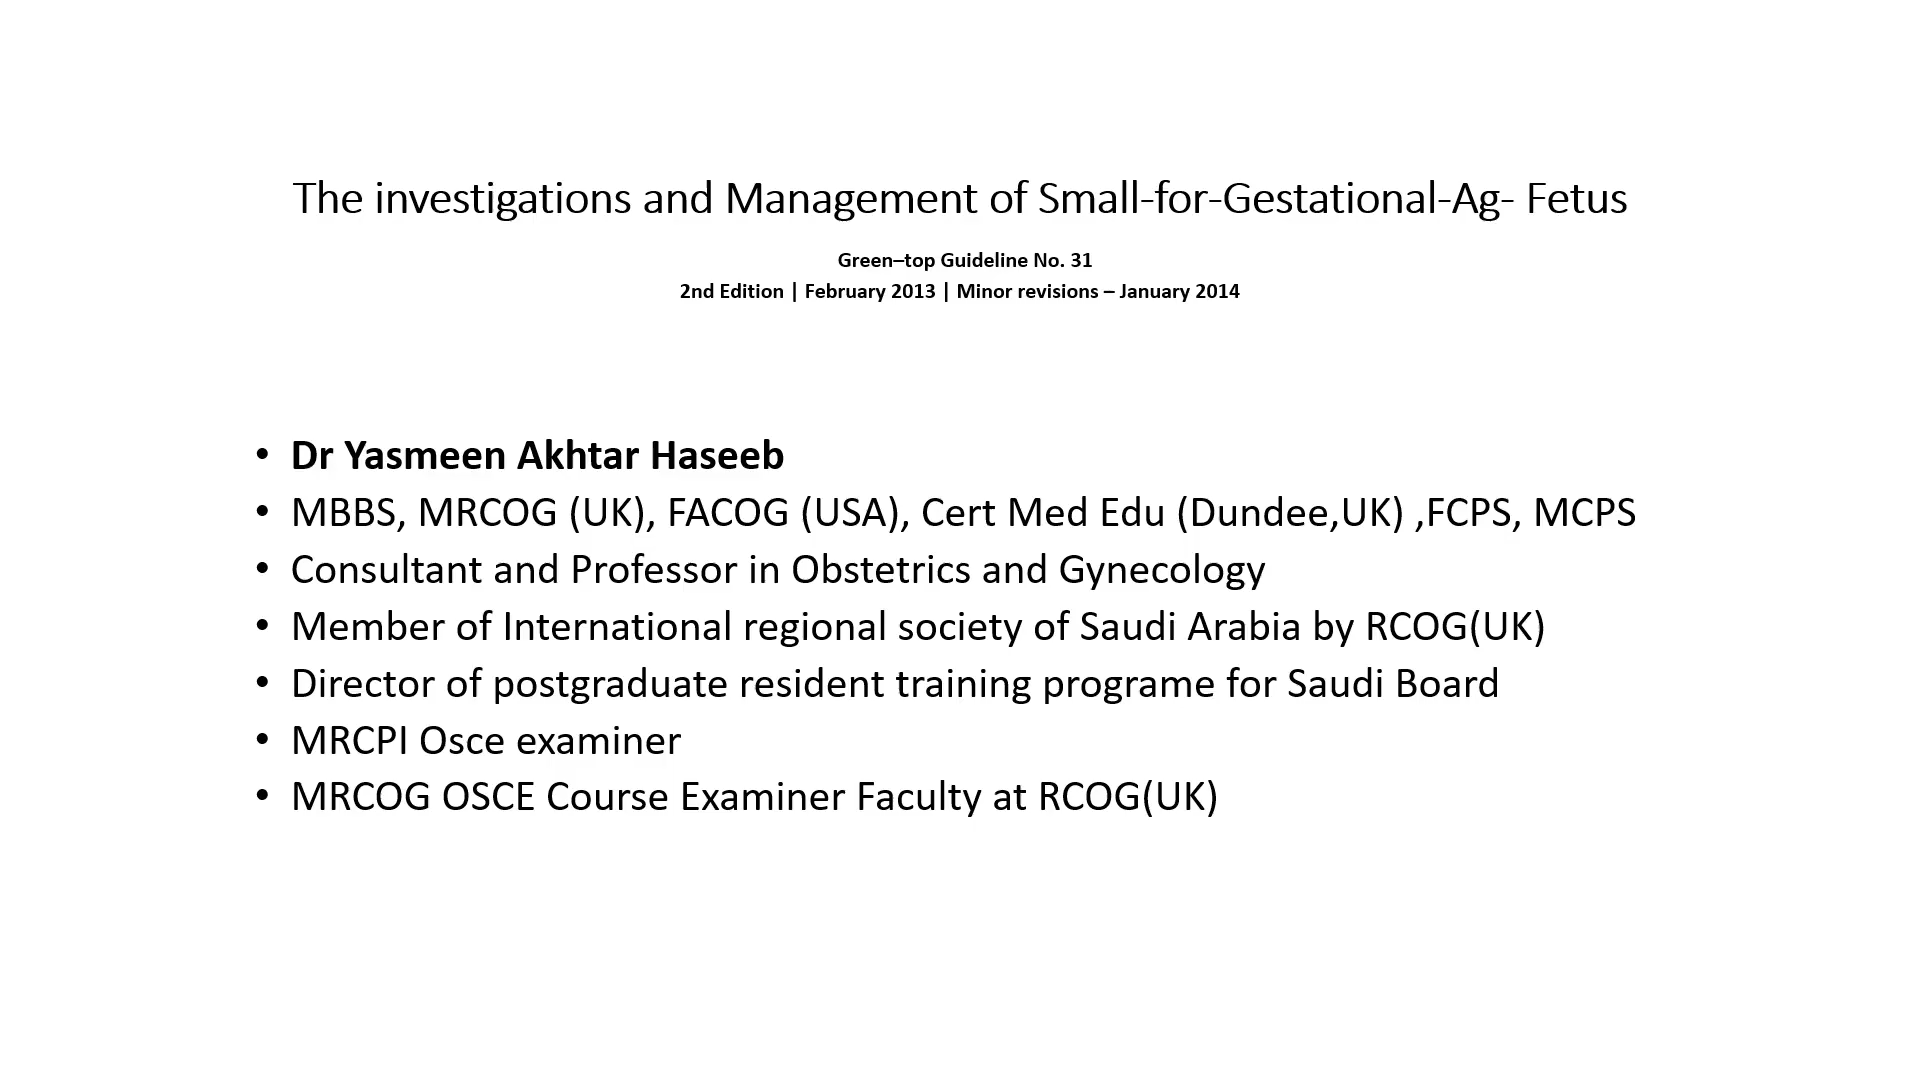 The investigations and Management of Small-for-Gestational-Ag- Fetus
Green–top Guideline No. 31
2nd Edition | February 2013 | Minor revisions – January 2014
• Dr Yasmeen Akhtar Haseeb
• MBBS, MRCOG (UK), FACOG (USA), Cert Med Edu (Dundee,UK) ,FCPS, MCPS
• Consultant and Professor in Obstetrics and Gynecology
• Member of International regional society of Saudi Arabia by RCOG(UK)
• Director of postgraduate resident training programe for Saudi Board
• MRCPI Osce examiner
• MRCOG OSCE Course Examiner Faculty at RCOG(UK)